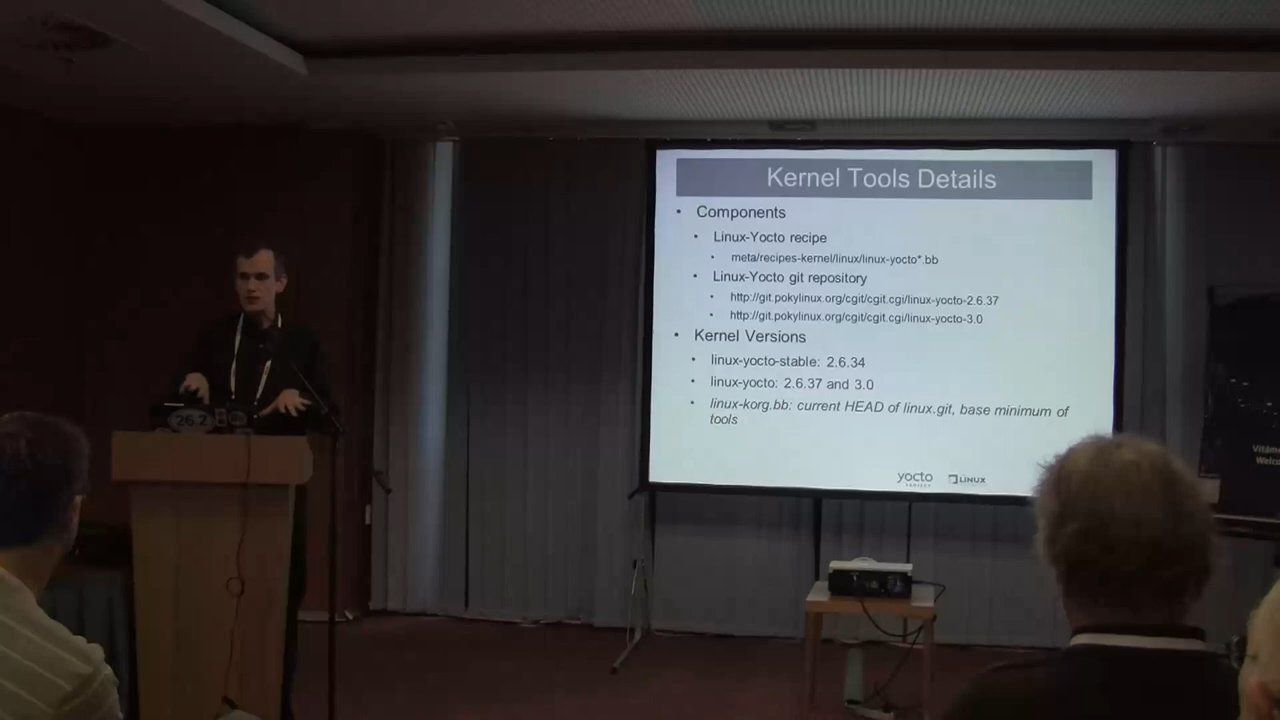 Kernel Tools Details
• Components
• Linux-Yocto recipe
• meta/recipes-kernel/linux/linux-yocto*.bb
• Linux-Yocto git repository
• http://git.pokylinux.org/cgit/cgit.cgi/linux-yocto-2.6.37
• http://git.pokylinux.org/cgit/cgit.cgi/linux-yocto-3.0
• Kernel Versions
• linux-yocto-stable: 2.6.34
• linux-yocto: 2.6.37 and 3.0
• linux-korg.bb: current HEAD of linux.git, base minimum of
tools
yocto
PROJECT
LINUX
26.2